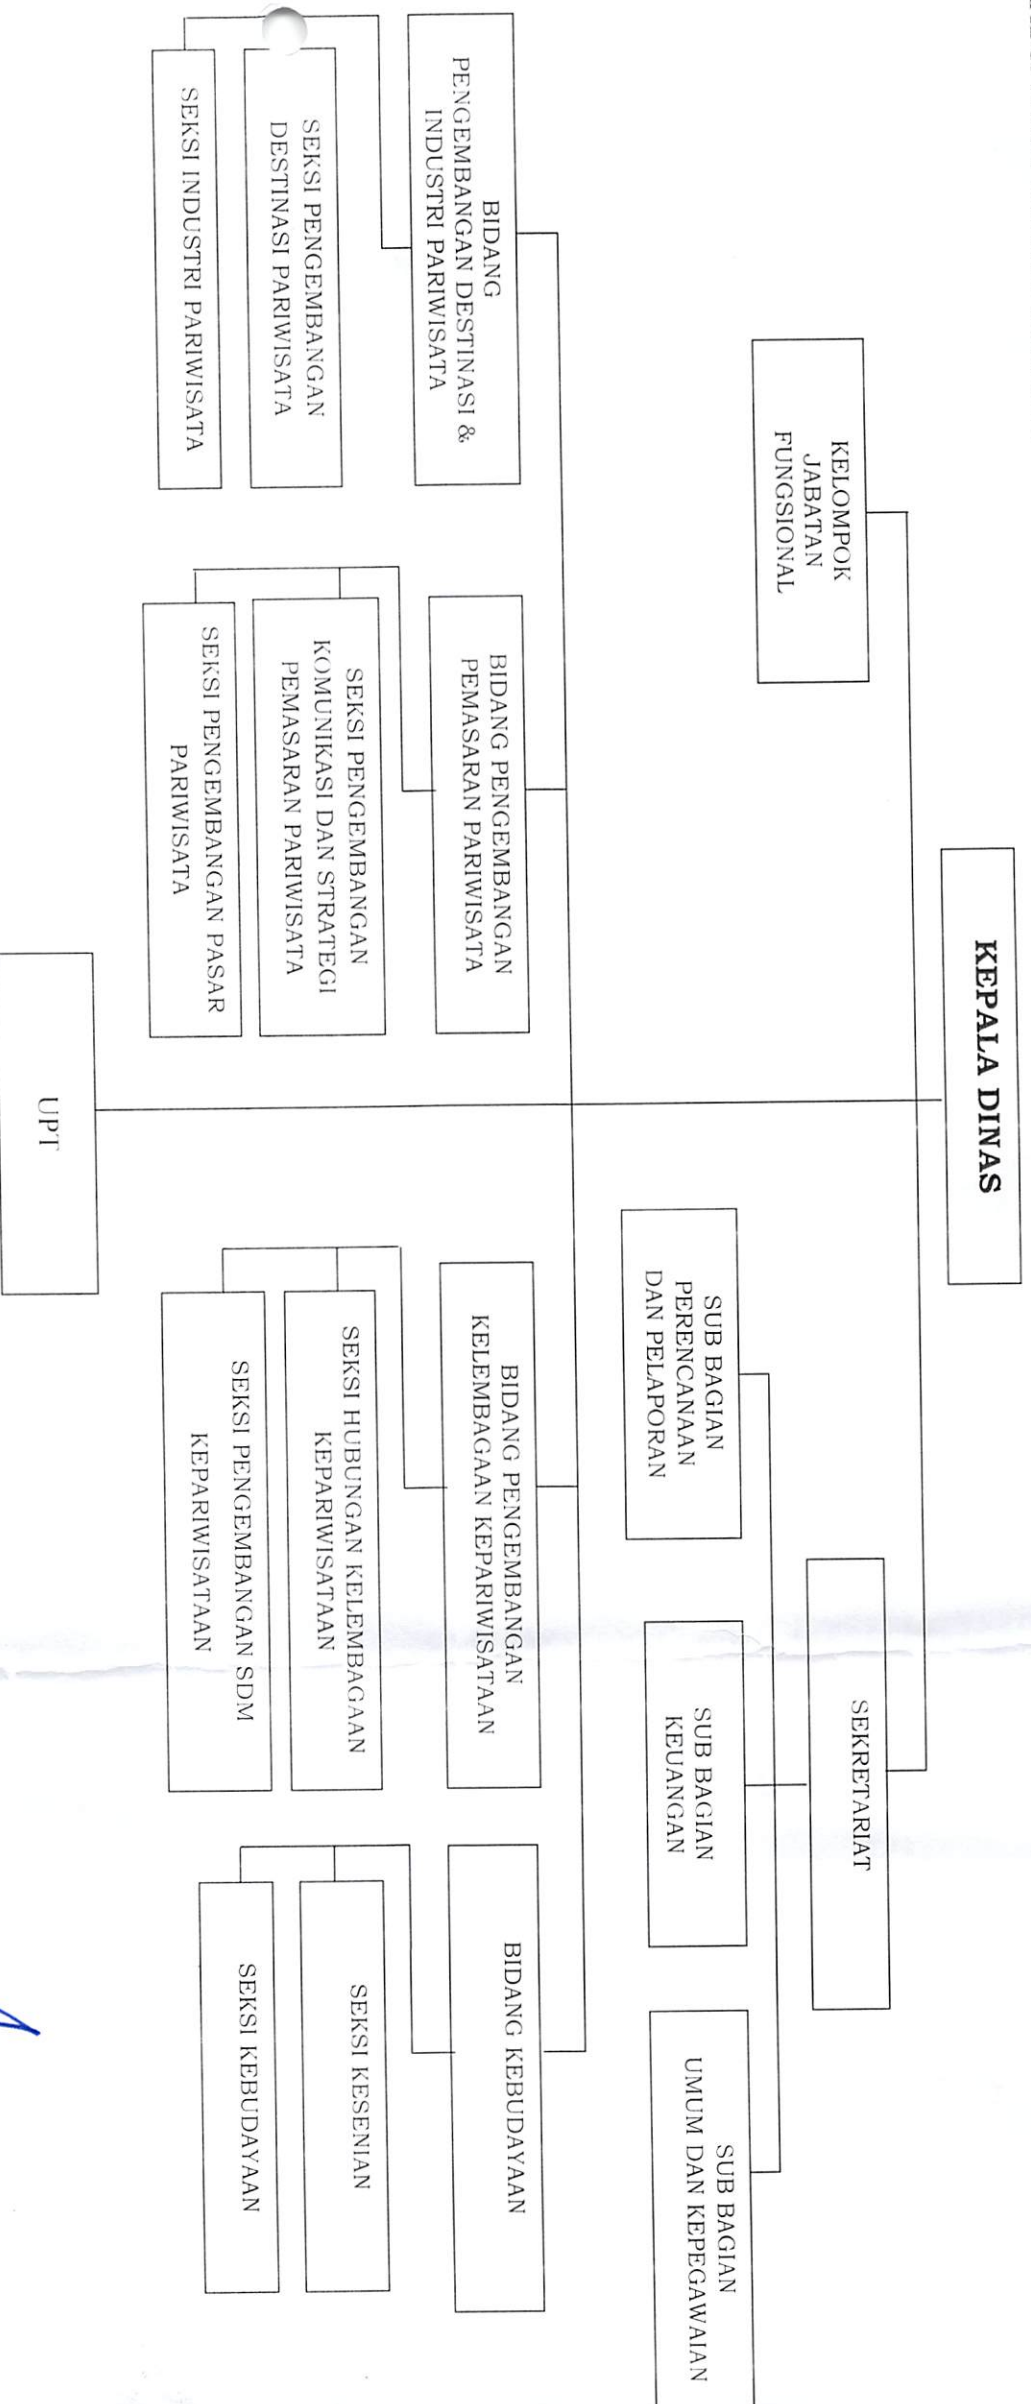 KEPALA DINAS
KELOMPOK
JABATAN
FUNGSIONAL
SEKRETARIAT
SUB BAGIAN
PERENCANAAN
DAN PELAPORAN
SUB BAGIAN
KEUANGAN
SUB BAGIAN
UMUM DAN KEPEGAWAIAN
BIDANG
PENGEMBANGAN DESTINASI &
INDUSTRI PARIWISATA
BIDANG PENGEMBANGAN
PEMASARAN PARIWISATA
BIDANG PENGEMBANGAN
KELEMBAGAAN KEPARIWISATAAN
BIDANG KEBUDAYAAN
SEKSI PENGEMBANGAN
DESTINASI PARIWISATA
SEKSI PENGEMBANGAN
KOMUNIKASI DAN STRATEGI
PEMASARAN PARIWISATA
SEKSI HUBUNGAN KELEMBAGAAN
KEPARIWISATAAN
SEKSI KESENIAN
SEKSI INDUSTRI PARIWISATA
SEKSI PENGEMBANGAN PASAR
PARIWISATA
SEKSI PENGEMBANGAN SDM
KEPARIWISATAAN
SEKSI KEBUDAYAAN
UPT